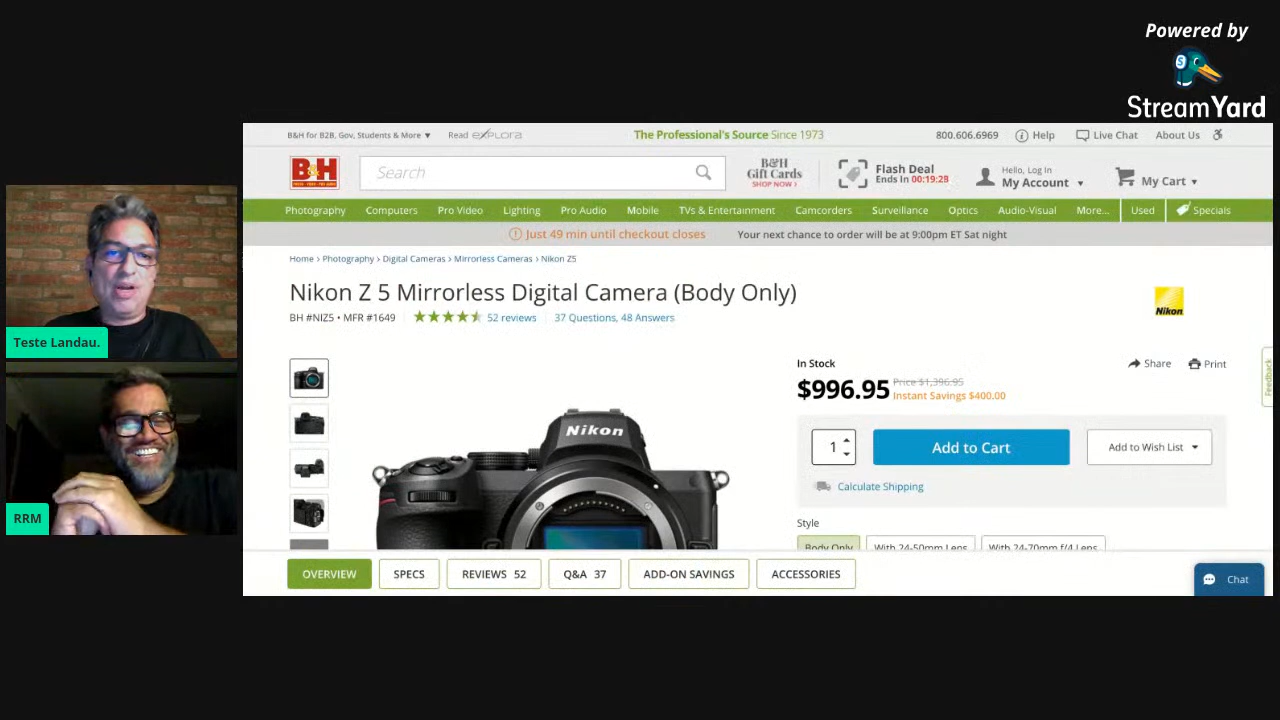 Powered by
StreamYard
B&H for B2B, Gov, Students & More
Read eXPLORA
The Professional's Source Since 1973
800.606.6969
Help
Live Chat
About Us
B&H
PHOTO · VIDEO · PRO AUDIO
Search
B&H
Gift Cards
SHOP NOW >
Flash Deal
Ends In 00:19:28
Hello, Log In
My Account
My Cart
Photography Computers Pro Video Lighting Pro Audio Mobile TVs & Entertainment Camcorders Surveillance Optics Audio-Visual More... Used Specials
Just 49 min until checkout closes
Your next chance to order will be at 9:00pm ET Sat night
Home > Photography > Digital Cameras > Mirrorless Cameras > Nikon Z5
Nikon Z 5 Mirrorless Digital Camera (Body Only)
BH #NIZ5 • MFR #1649
52 reviews
37 Questions, 48 Answers
Nikon
In Stock
Share
Print
$996.95
Price $1,396.95
Instant Savings $400.00
1
Add to Cart
Add to Wish List
Calculate Shipping
Style
Body Only
With 24-50mm Lens
With 24-70mm f/4 Lens
Nikon
Feedback
OVERVIEW
SPECS
REVIEWS 52
Q&A 37
ADD-ON SAVINGS
ACCESSORIES
Chat
Teste Landau.
RRM